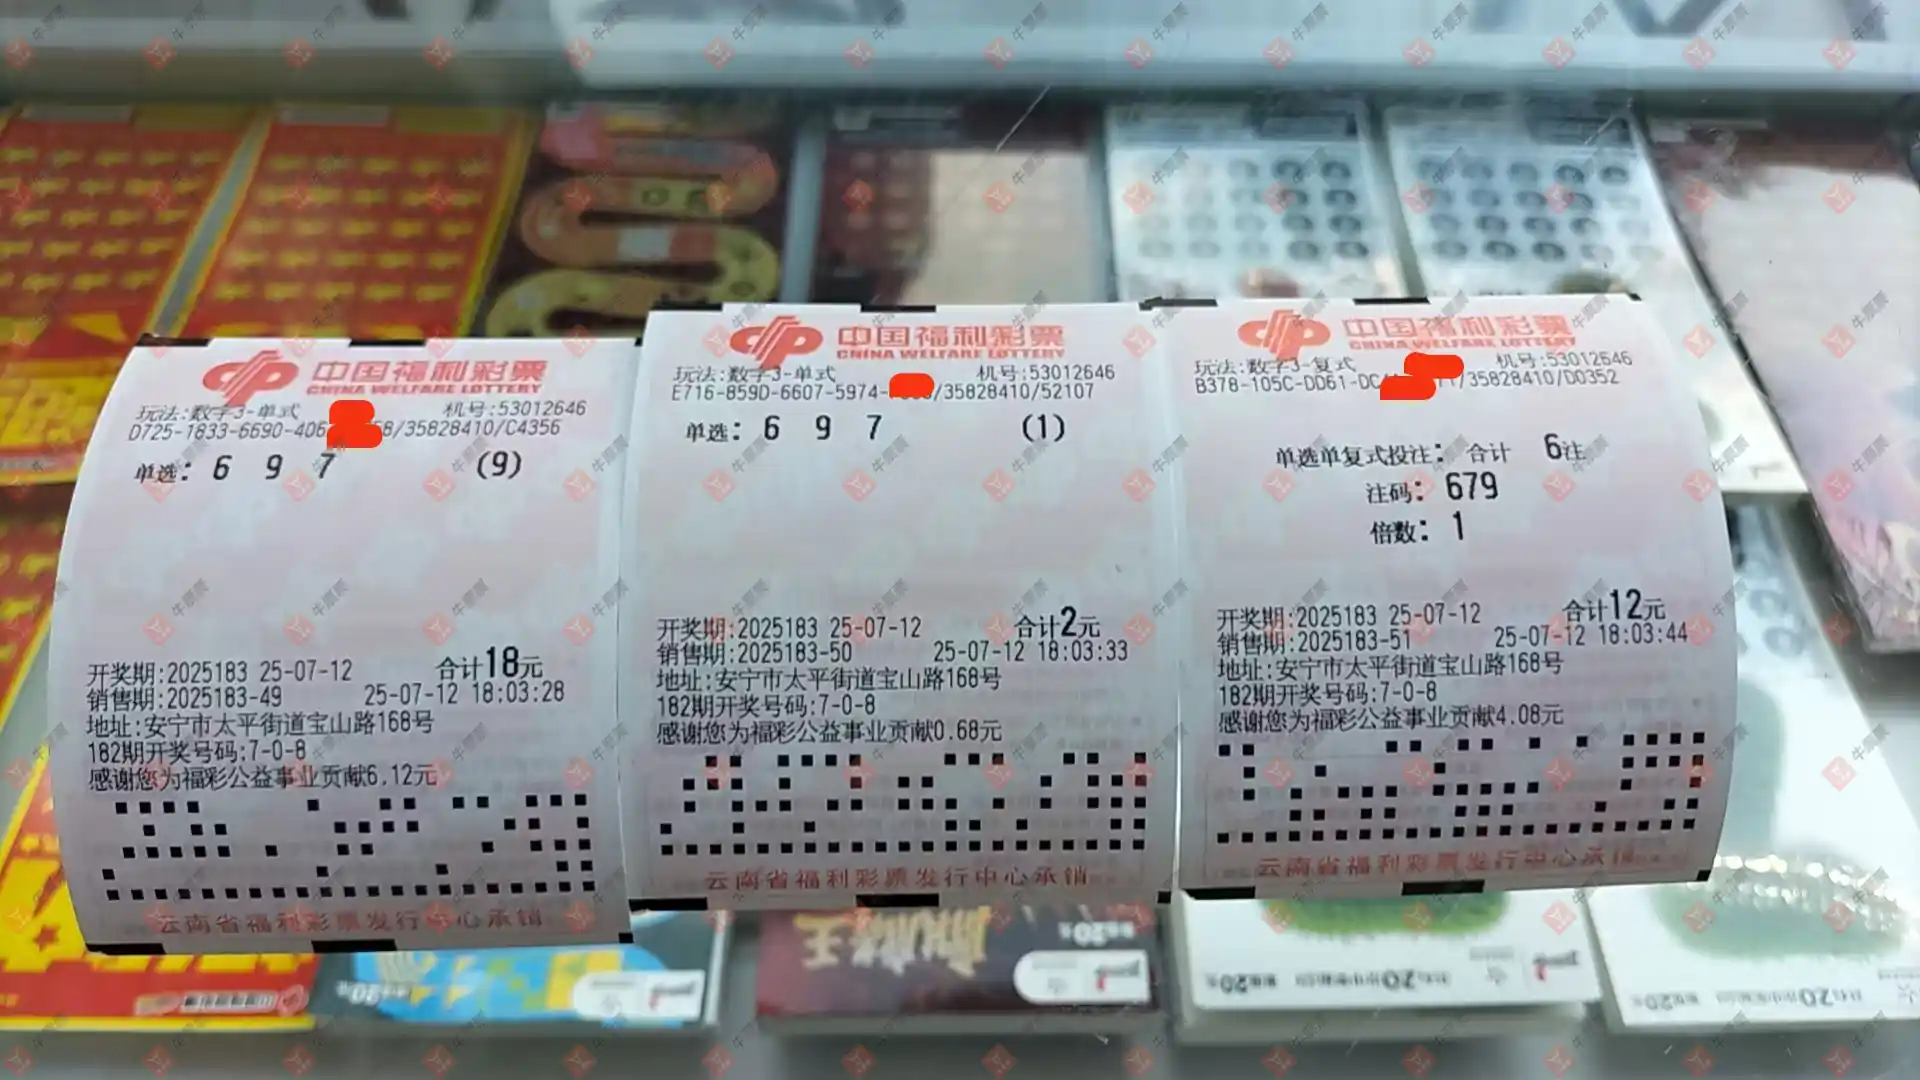 中国福利彩票
CHINA WELFARE LOTTERY
玩法:数字3-单式
机号:53012646
D725-1833-6690-406 8/35828410/C4356
单选: 6 9 7 (9)
开奖期:2025183 25-07-12 合计18元
销售期:2025183-49 25-07-12 18:03:28
地址:安宁市太平街道宝山路168号
182期开奖号码:7-0-8
感谢您为福彩公益事业贡献6.12元
云南省福利彩票发行中心承销
中国福利彩票
CHINA WELFARE LOTTERY
玩法:数字3-单式 机号:53012646
E716-859D-6607-5974- /35828410/52107
单选: 6 9 7 (1)
开奖期:2025183 25-07-12 合计2元
销售期:2025183-50 25-07-12 18:03:33
地址:安宁市太平街道宝山路168号
182期开奖号码:7-0-8
感谢您为福彩公益事业贡献0.68元
云南省福利彩票发行中心承销
中国福利彩票
CHINA WELFARE LOTTERY
玩法:数字3-复式 机号:53012646
B378-105C-DD61-DC /35828410/D0352
单选单复式投注: 合计 6注
注码: 679
倍数: 1
开奖期:2025183 25-07-12 合计12元
销售期:2025183-51 25-07-12 18:03:44
地址:安宁市太平街道宝山路168号
182期开奖号码:7-0-8
感谢您为福彩公益事业贡献4.08元
云南省福利彩票发行中心承销